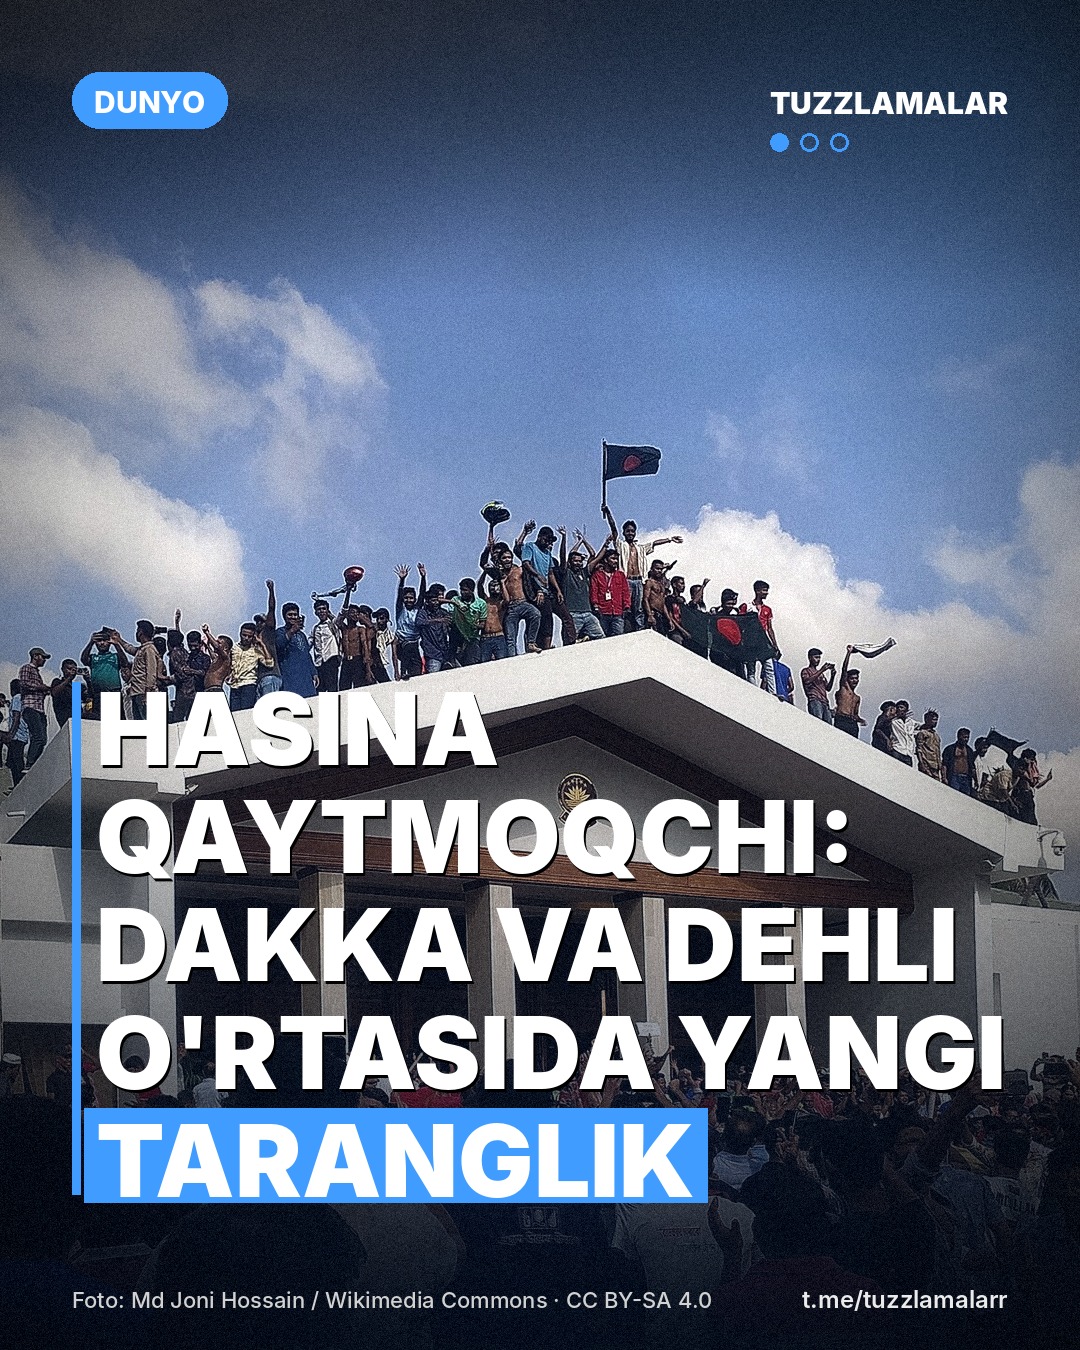 DUNYO
TUZZLAMALAR
HASINA
QAYTMOQCHI:
DAKKA VA DEHLI
O'RTASIDA YANGI
TARANGLIK
Foto: Md Joni Hossain / Wikimedia Commons · CC BY-SA 4.0
t.me/tuzzlamalarr